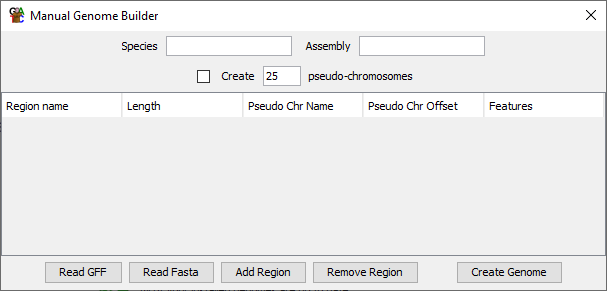 Manual Genome Builder
Species Assembly
Create 25 pseudo-chromosomes
Region name Length Pseudo Chr Name Pseudo Chr Offset Features
Read GFF Read Fasta Add Region Remove Region Create Genome